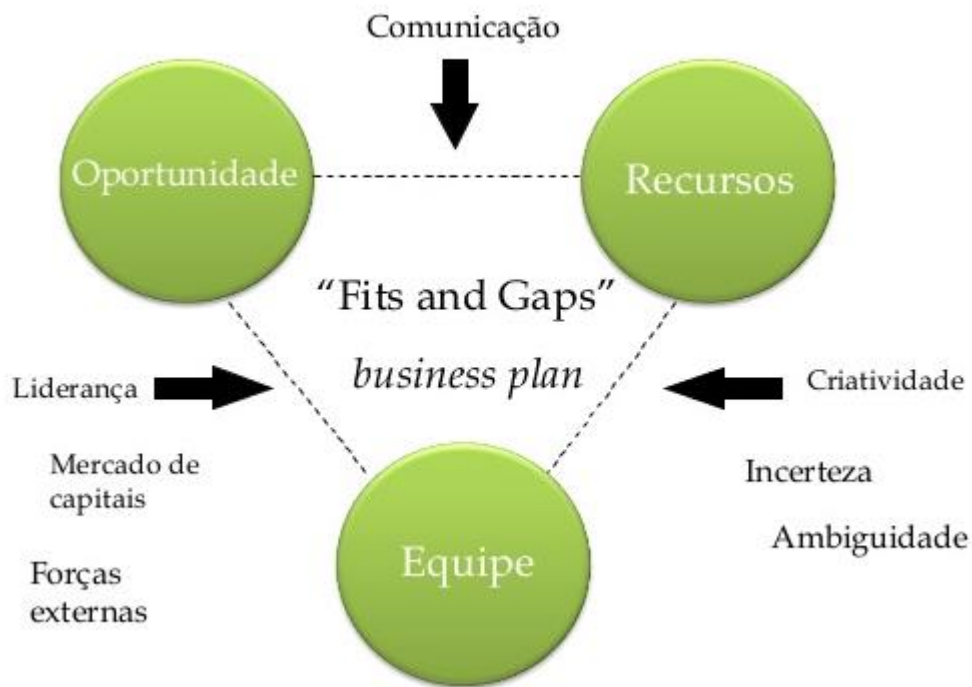 Comunicação
Oportunidade
Recursos
“Fits and Gaps”
business plan
Liderança
Criatividade
Mercado de
capitais
Incerteza
Ambiguidade
Equipe
Forças
externas